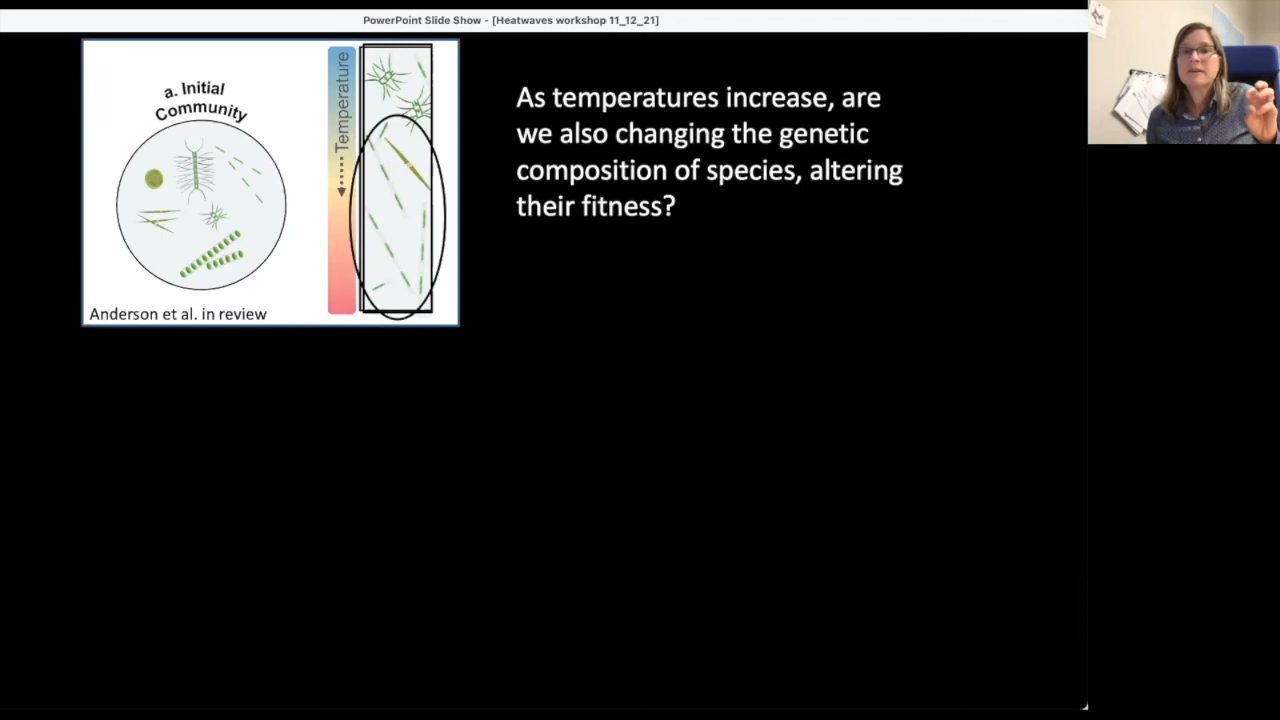 PowerPoint Slide Show - [Heatwaves workshop 11_12_21]
a. Initial
Community
Temperature
Anderson et al. in review
As temperatures increase, are
we also changing the genetic
composition of species, altering
their fitness?